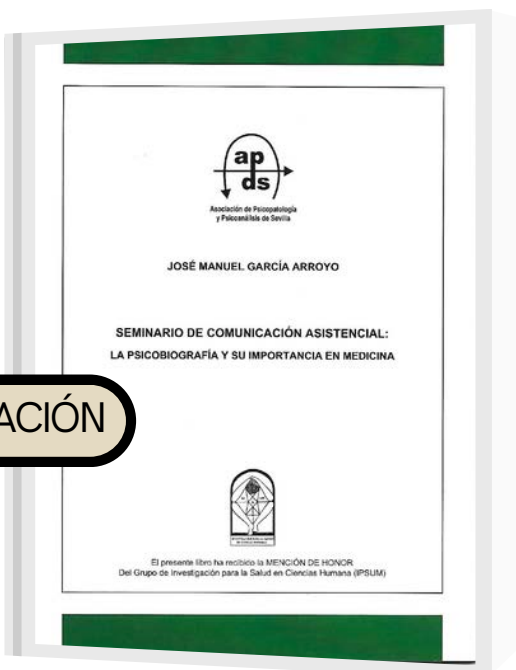 ap
ds
Asociación de Psicopatología
y Psicoanálisis de Sevilla
JOSÉ MANUEL GARCÍA ARROYO
SEMINARIO DE COMUNICACIÓN ASISTENCIAL:
LA PSICOBIOGRAFÍA Y SU IMPORTANCIA EN MEDICINA
ACIÓN
El presente libro ha recibido la MENCIÓN DE HONOR
Del Grupo de Investigación para la Salud en Ciencias Humana (IPSUM)